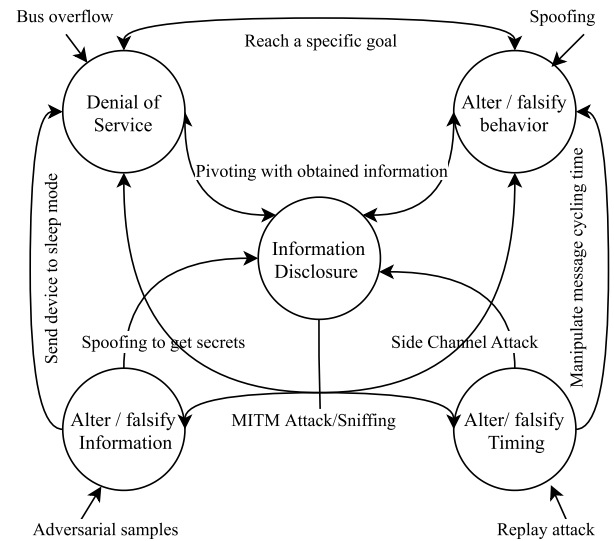 Bus overflow
Spoofing
Reach a specific goal
Denial of
Service
Alter / falsify
behavior
Pivoting with obtained information
Send device to sleep mode
Manipulate message cycling time
Information
Disclosure
Spoofing to get secrets
Side Channel Attack
Alter / falsify
Information
MITM Attack/Sniffing
Alter/ falsify
Timing
Adversarial samples
Replay attack